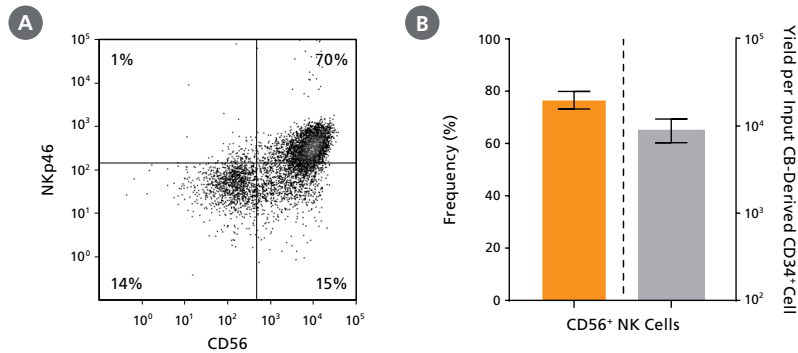 A
NKp46
10⁵
10⁴
10³
10²
10¹
10⁰
1%
70%
14%
15%
10⁰ 10¹ 10² 10³ 10⁴ 10⁵
CD56
B
Frequency (%)
100
80
60
40
20
0
CD56⁺ NK Cells
10⁵
10⁴
10³
10²
Yield per Input CB-Derived CD34⁺Cell